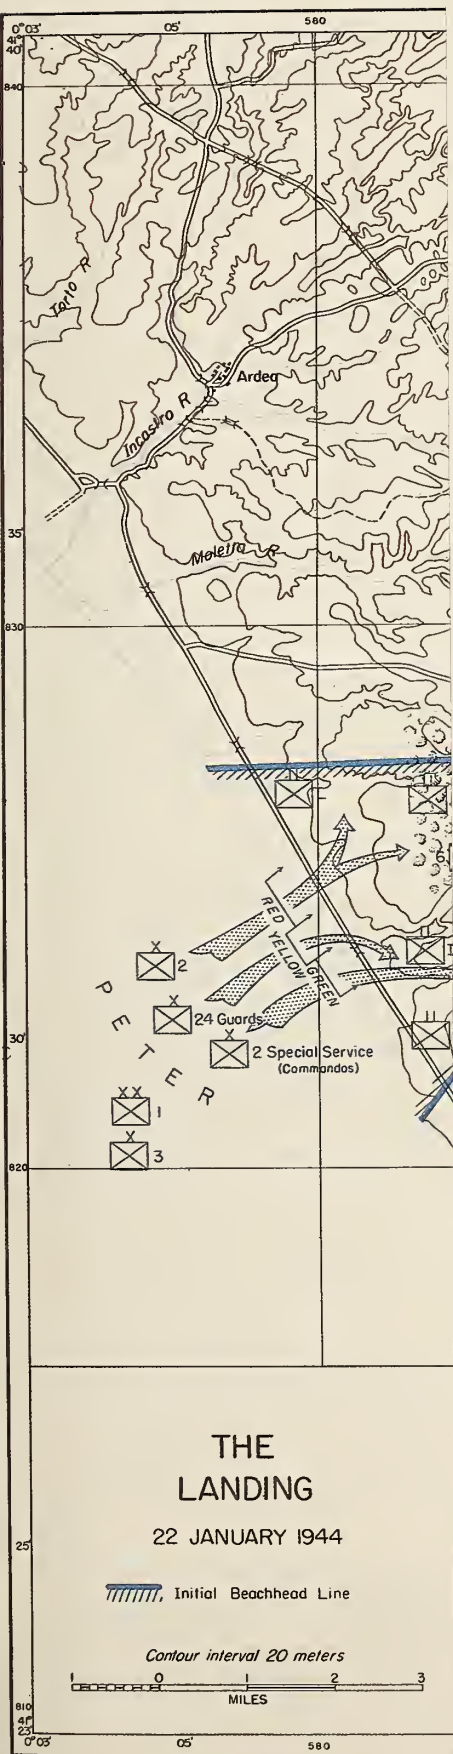 0°03'
05'
580
41°
40'
840
Torto R
Ardea
Incastro R
35'
Moletta R
830
6
RED YELLOW GREEN
2
PETER
24 Guards
30'
2 Special Service
(Commandos)
1
3
820
THE
LANDING
22 JANUARY 1944
25'
Initial Beachhead Line
Contour interval 20 meters
1 0 1 2 3
MILES
810
41°
23'
0°03'
05'
580